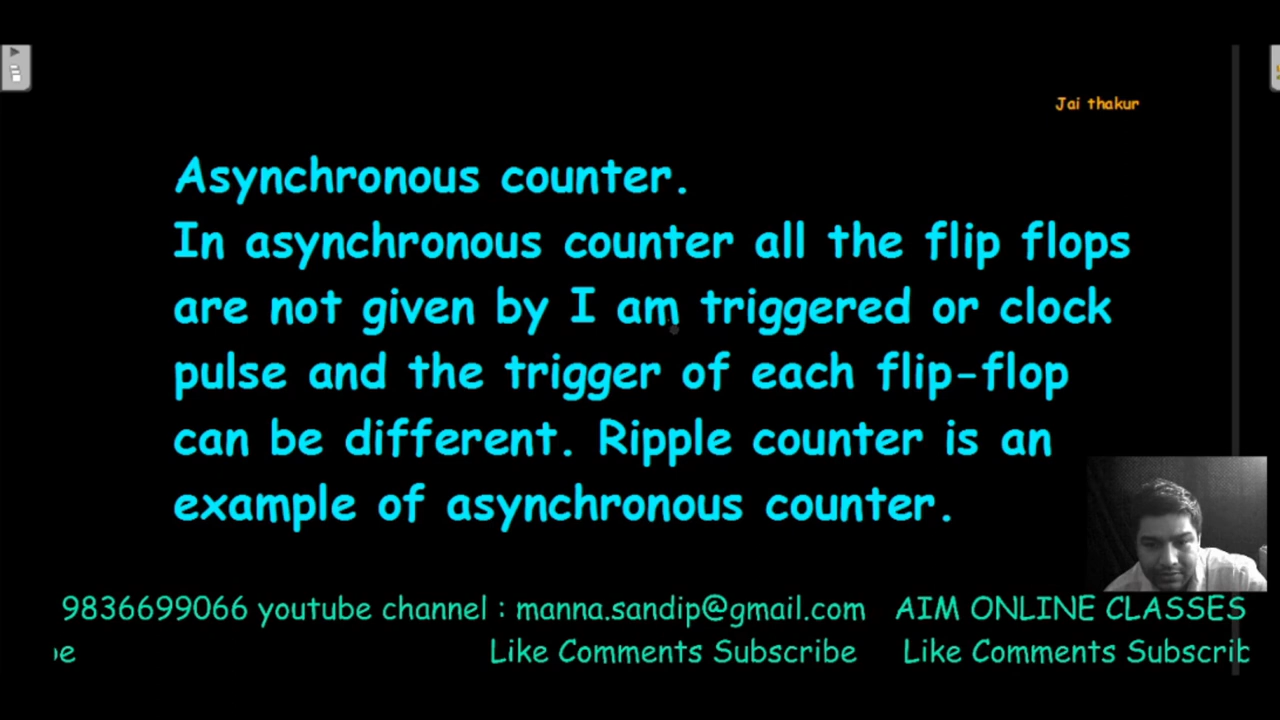 Jai thakur
Asynchronous counter.
In asynchronous counter all the flip flops
are not given by I am triggered or clock
pulse and the trigger of each flip-flop
can be different. Ripple counter is an
example of asynchronous counter.
9836699066 youtube channel : manna.sandip@gmail.com AIM ONLINE CLASSES
Like Comments Subscribe Like Comments